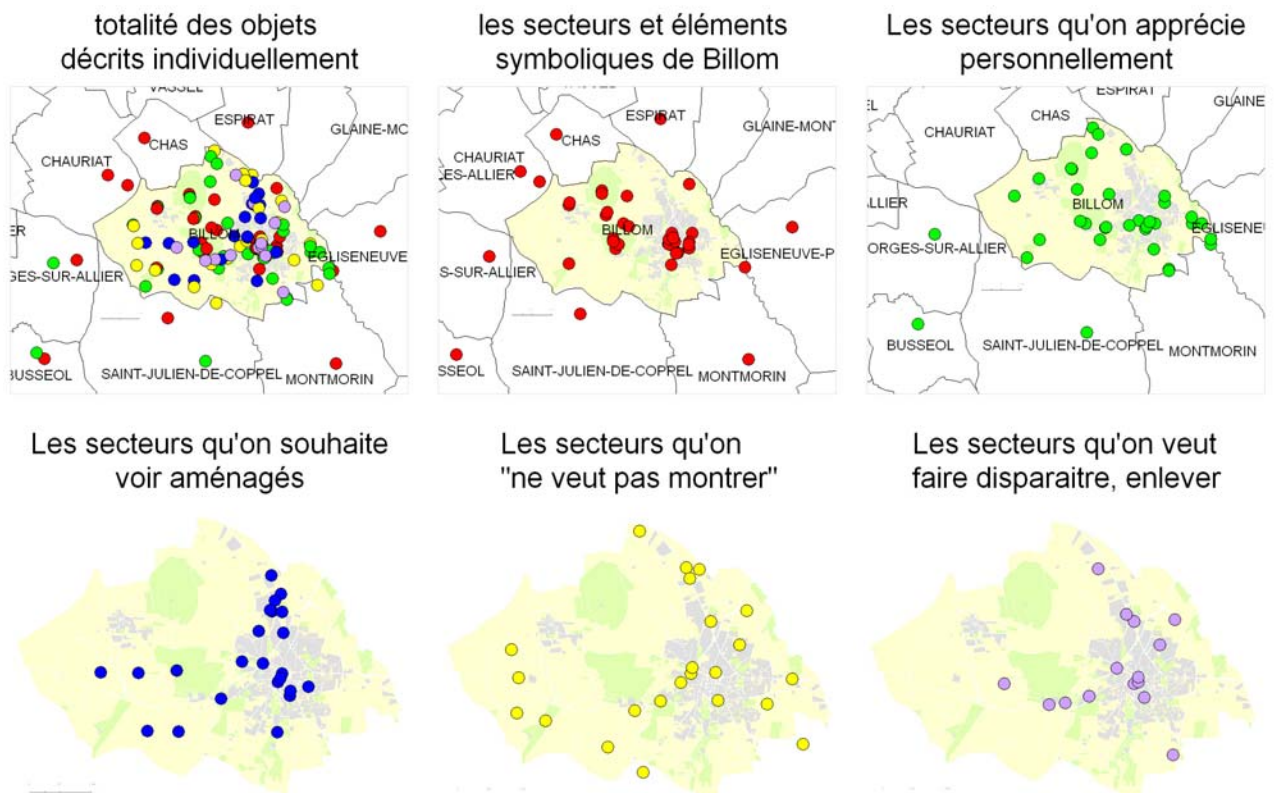 totalité des objets
décrits individuellement
les secteurs et éléments
symboliques de Billom
Les secteurs qu'on apprécie
personnellement
VASSEL
ESPIRAT
CHAS
GLAINE-MC
CHAURIAT
BILLOM
EGLISENEUVE
GES-SUR-ALLIER
BUSSEOL
SAINT-JULIEN-DE-COPPEL
MONTMORIN
ESPIRAT
CHAS
GLAINE-MONT
CHAURIAT
LES-ALLIER
BILLOM
EGLISENEUVE-P
S-SUR-ALLIER
SSEOL
SAINT-JULIEN-DE-COPPEL
MONTMORIN
ESPIRAT
GLAINE
CHAS
CHAURIAT
ALLIER
BILLOM
EGLISENEU
ORGES-SUR-ALLIER
BUSSEOL
SAINT-JULIEN-DE-COPPEL
MONTMORIN
Les secteurs qu'on souhaite
voir aménagés
Les secteurs qu'on
"ne veut pas montrer"
Les secteurs qu'on veut
faire disparaitre, enlever